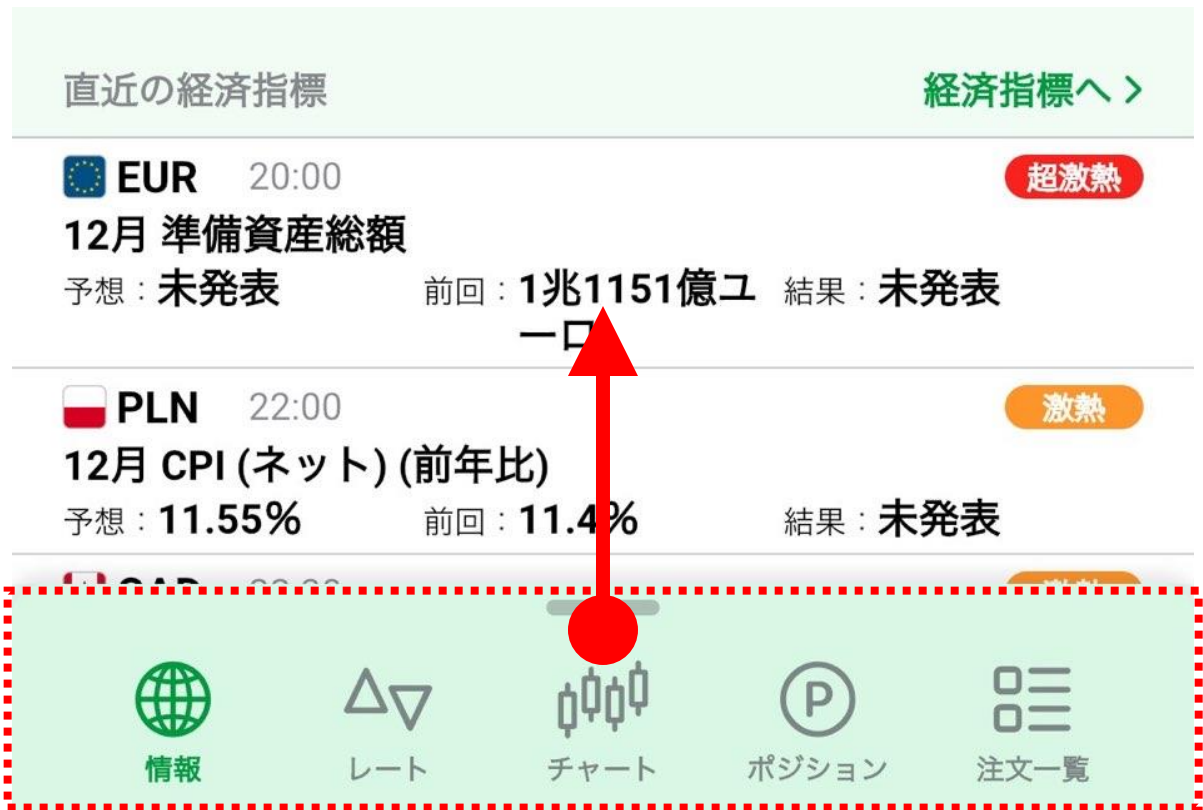 直近の経済指標 経済指標へ >
EUR 20:00 超激熱
12月 準備資産総額
予想：未発表 前回：1兆1151億ユ 結果：未発表
ーロ
PLN 22:00 激熱
12月 CPI (ネット) (前年比)
予想：11.55% 前回：11.4% 結果：未発表
情報 レート チャート ポジション 注文一覧